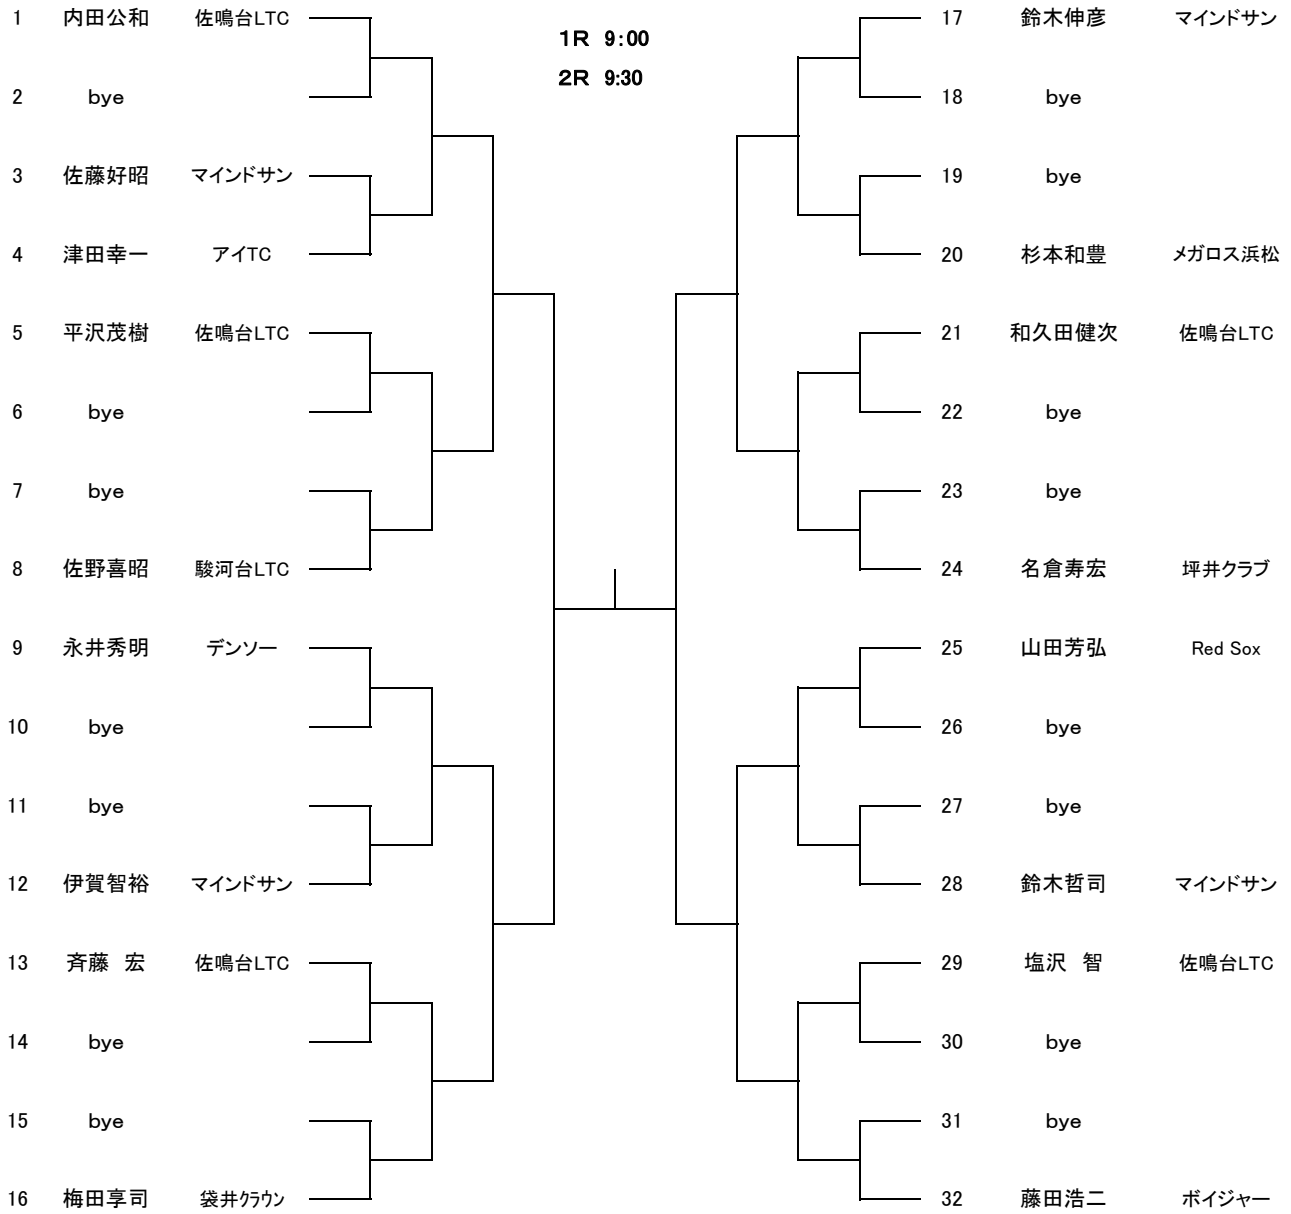 1 内田公和 佐鳴台LTC
2 bye
3 佐藤好昭 マインドサン
4 津田幸一 アイTC
5 平沢茂樹 佐鳴台LTC
6 bye
7 bye
8 佐野喜昭 駿河台LTC
9 永井秀明 デンソー
10 bye
11 bye
12 伊賀智裕 マインドサン
13 斉藤　宏 佐鳴台LTC
14 bye
15 bye
16 梅田享司 袋井クラウン
1R 9:00
2R 9:30
17 鈴木伸彦 マインドサン
18 bye
19 bye
20 杉本和豊 メガロス浜松
21 和久田健次 佐鳴台LTC
22 bye
23 bye
24 名倉寿宏 坪井クラブ
25 山田芳弘 Red Sox
26 bye
27 bye
28 鈴木哲司 マインドサン
29 塩沢　智 佐鳴台LTC
30 bye
31 bye
32 藤田浩二 ボイジャー